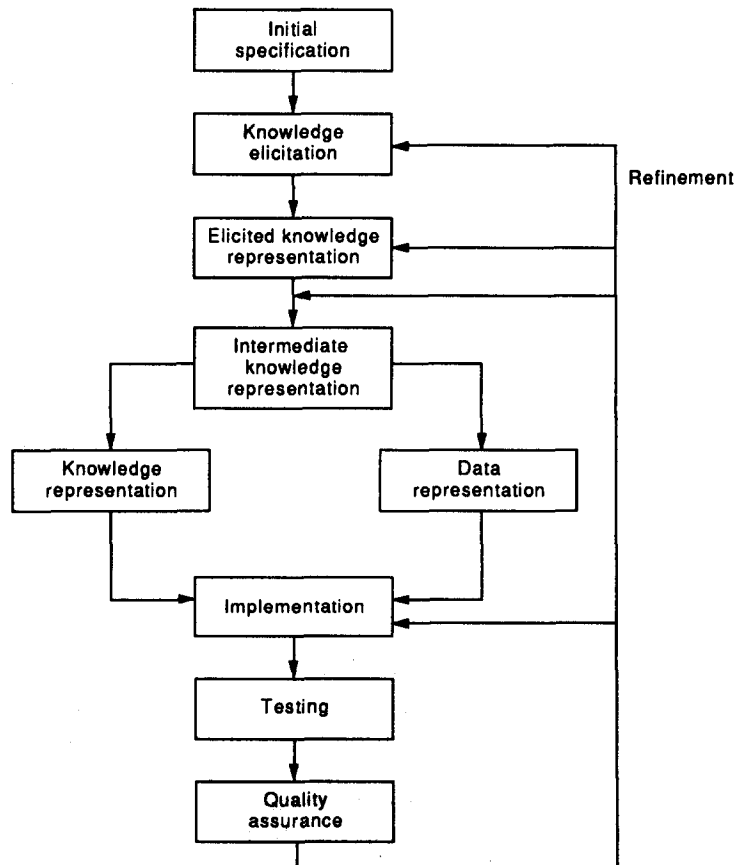 Initial
specification
Knowledge
elicitation
Refinement
Elicited knowledge
representation
Intermediate
knowledge
representation
Knowledge
representation
Data
representation
Implementation
Testing
Quality
assurance